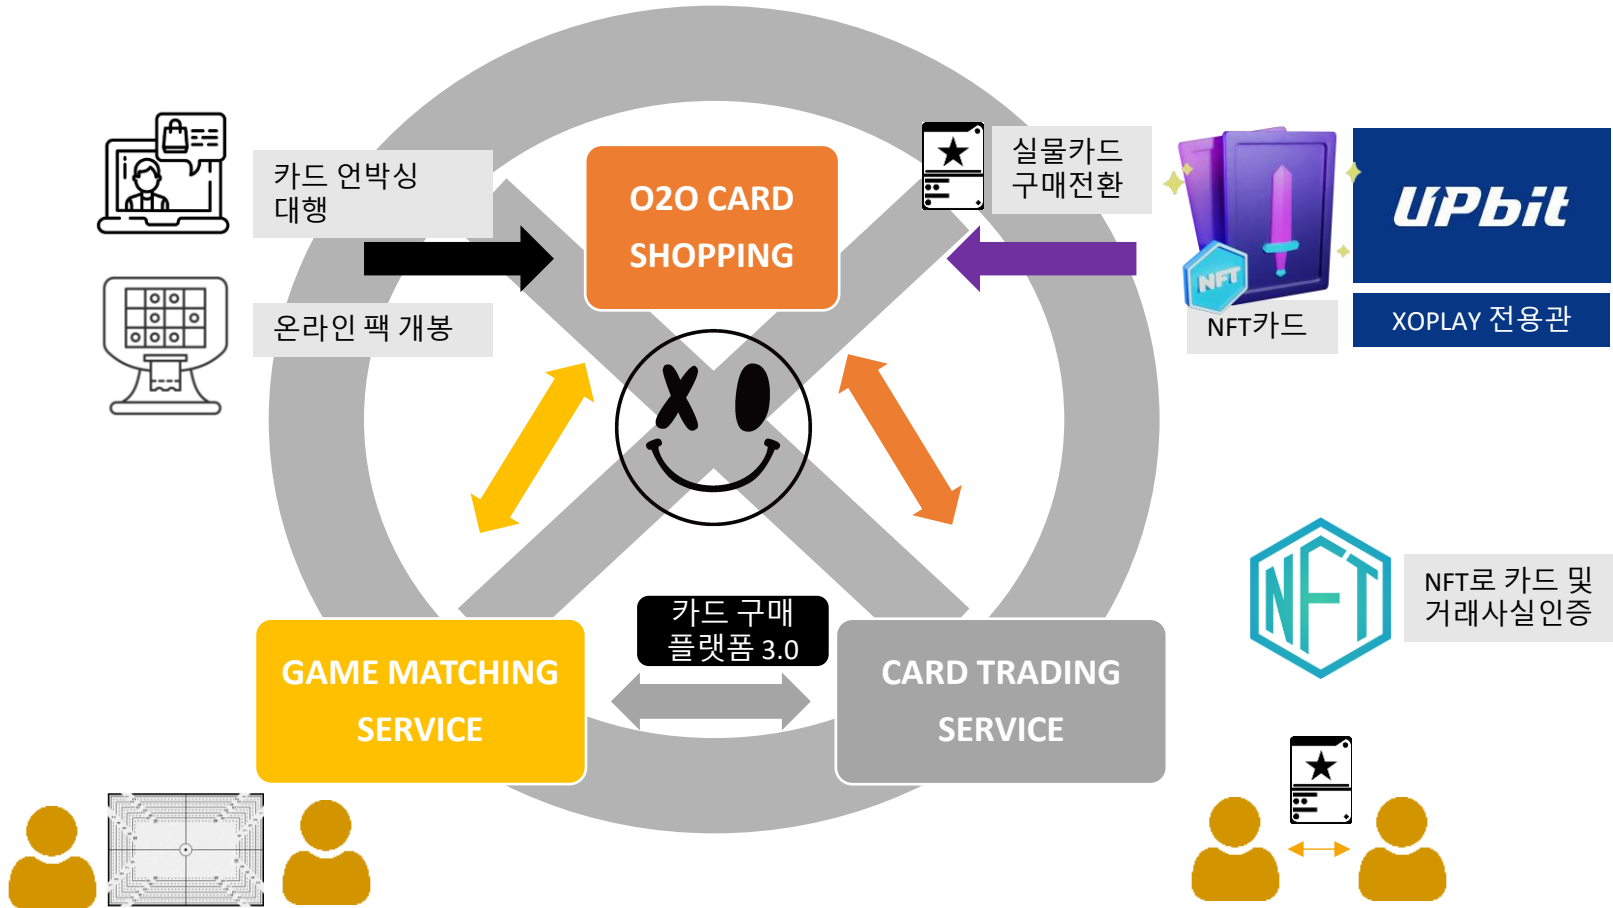 카드 언박싱
대행
온라인 팩 개봉
O2O CARD
SHOPPING
실물카드
구매전환
NFT
NFT카드
UPbit
XOPLAY 전용관
X O
카드 구매
플랫폼 3.0
GAME MATCHING
SERVICE
CARD TRADING
SERVICE
NFT
NFT로 카드 및
거래사실인증